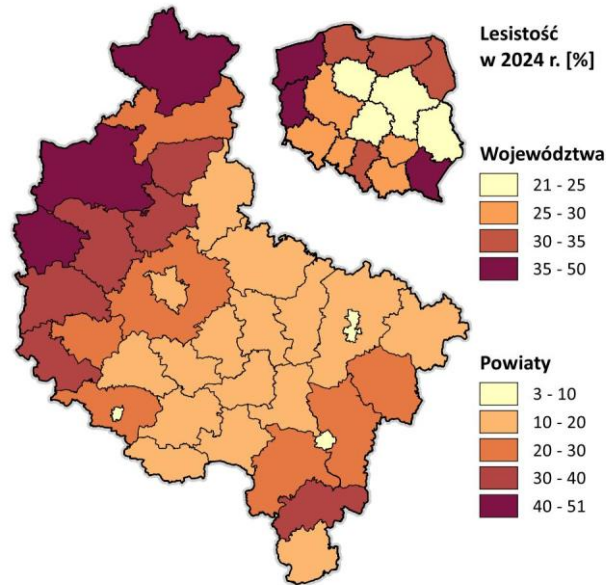 Lesistość
w 2024 r. [%]
Województwa
21 - 25
25 - 30
30 - 35
35 - 50
Powiaty
3 - 10
10 - 20
20 - 30
30 - 40
40 - 51